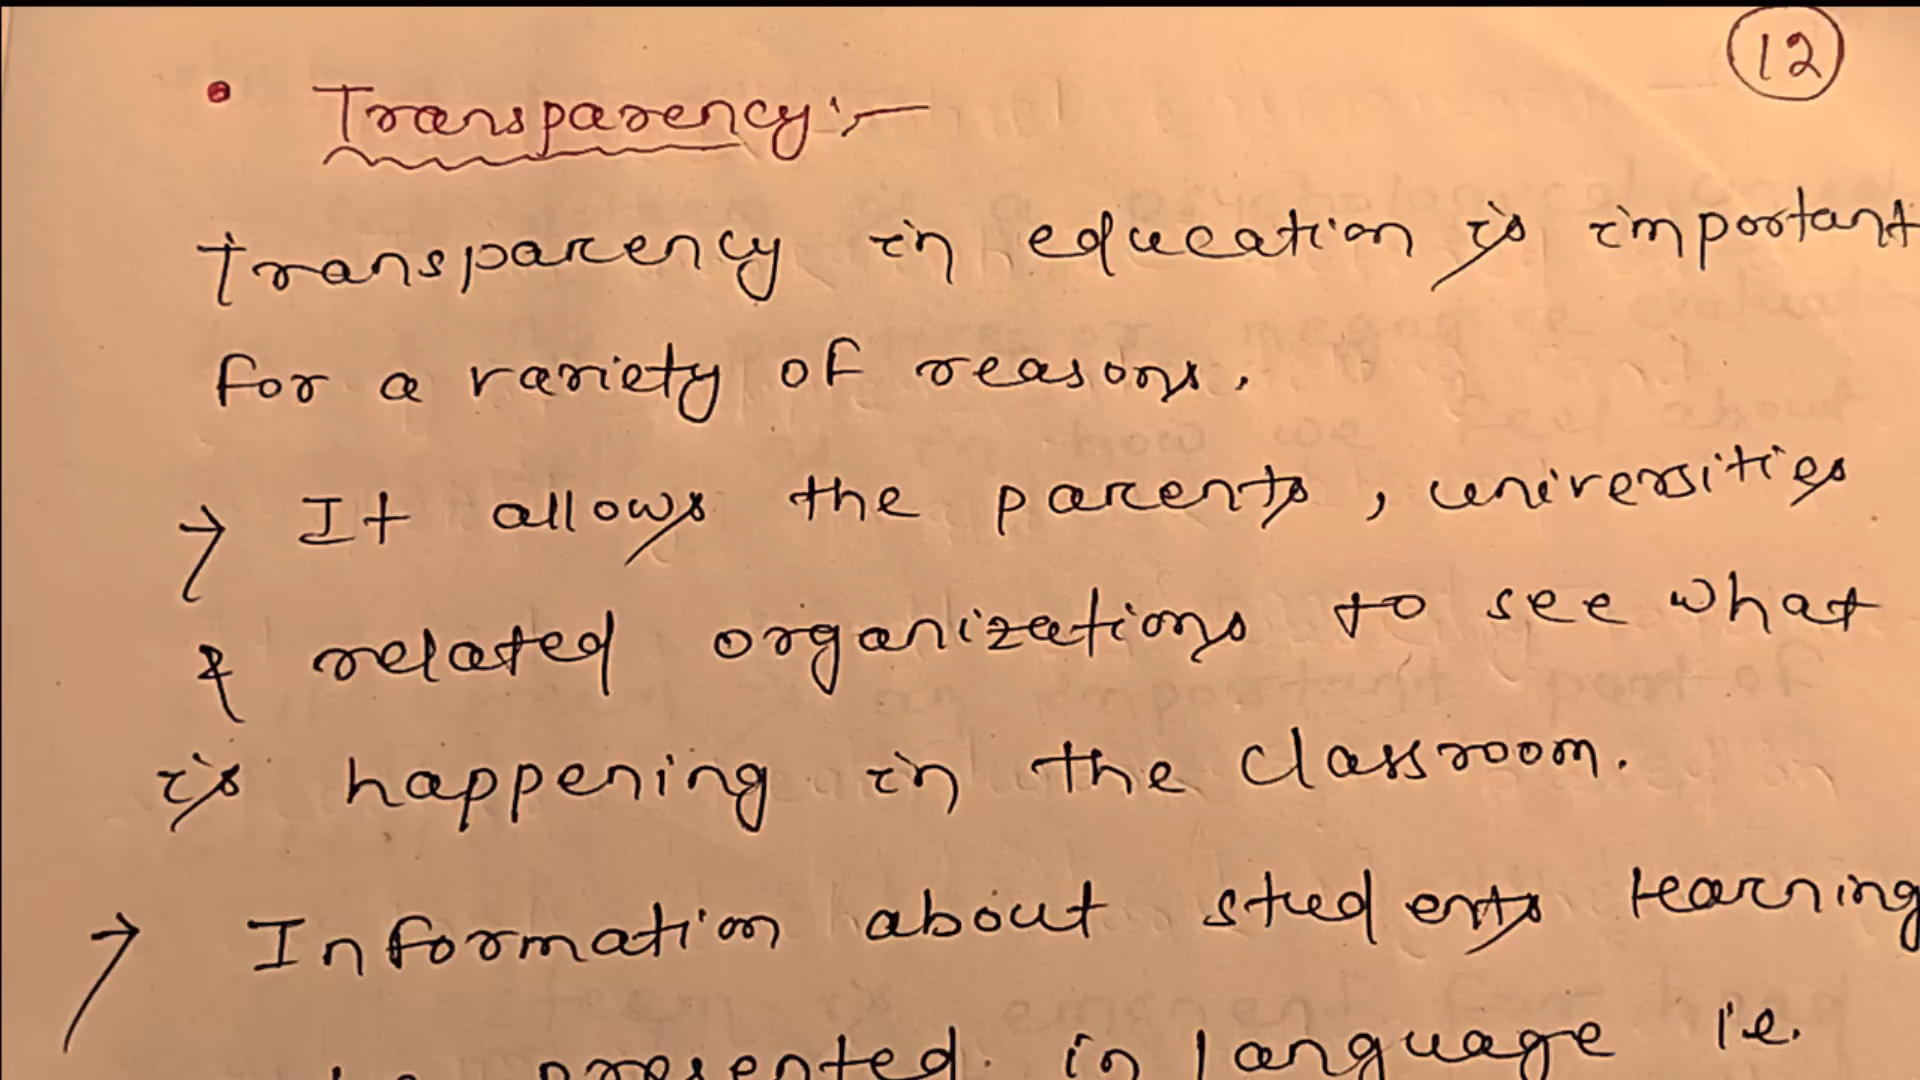 12
• Transparency:-
Transparency in education is important
for a variety of reasons.
→ It allows the parents, universities
& related organizations to see what
is happening in the classroom.
→ Information about students learning
presented in language i.e.